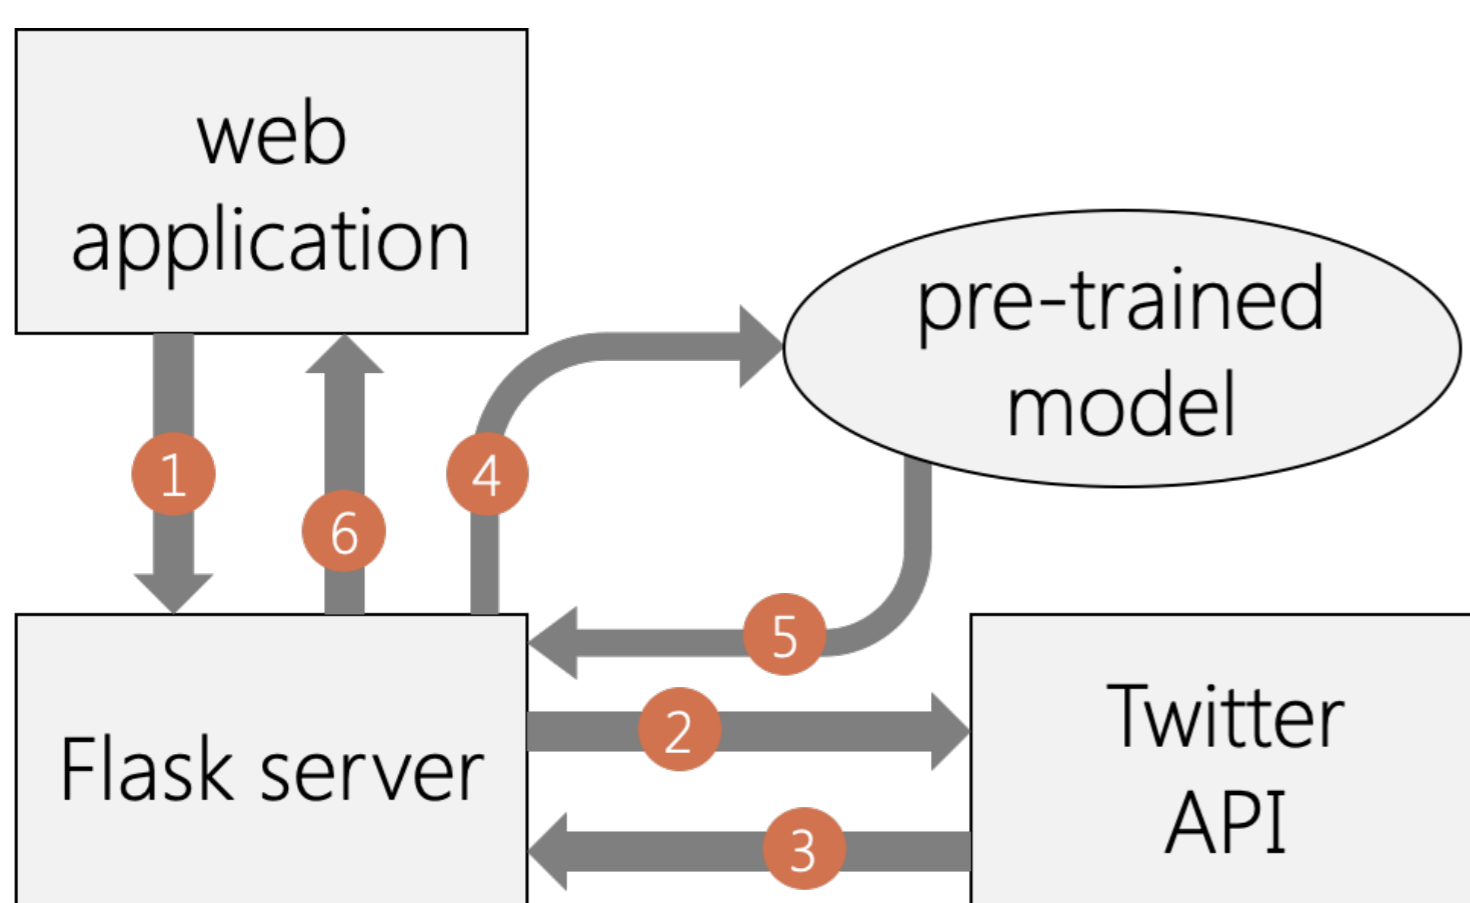 web
application
pre-trained
model
1
6
4
5
2
3
Flask server
Twitter
API